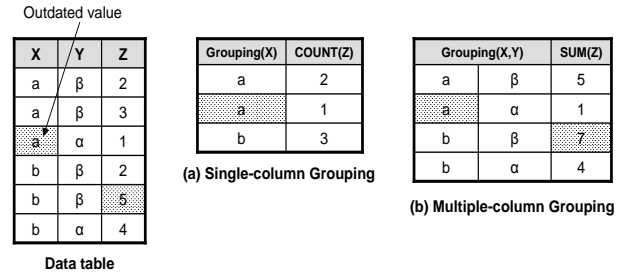 Outdated value
X Y Z
a β 2
a β 3
a α 1
b β 2
b β 5
b α 4
Data table
Grouping(X) COUNT(Z)
a 2
a 1
b 3
(a) Single-column Grouping
Grouping(X,Y) SUM(Z)
a β 5
a α 1
b β 7
b α 4
(b) Multiple-column Grouping